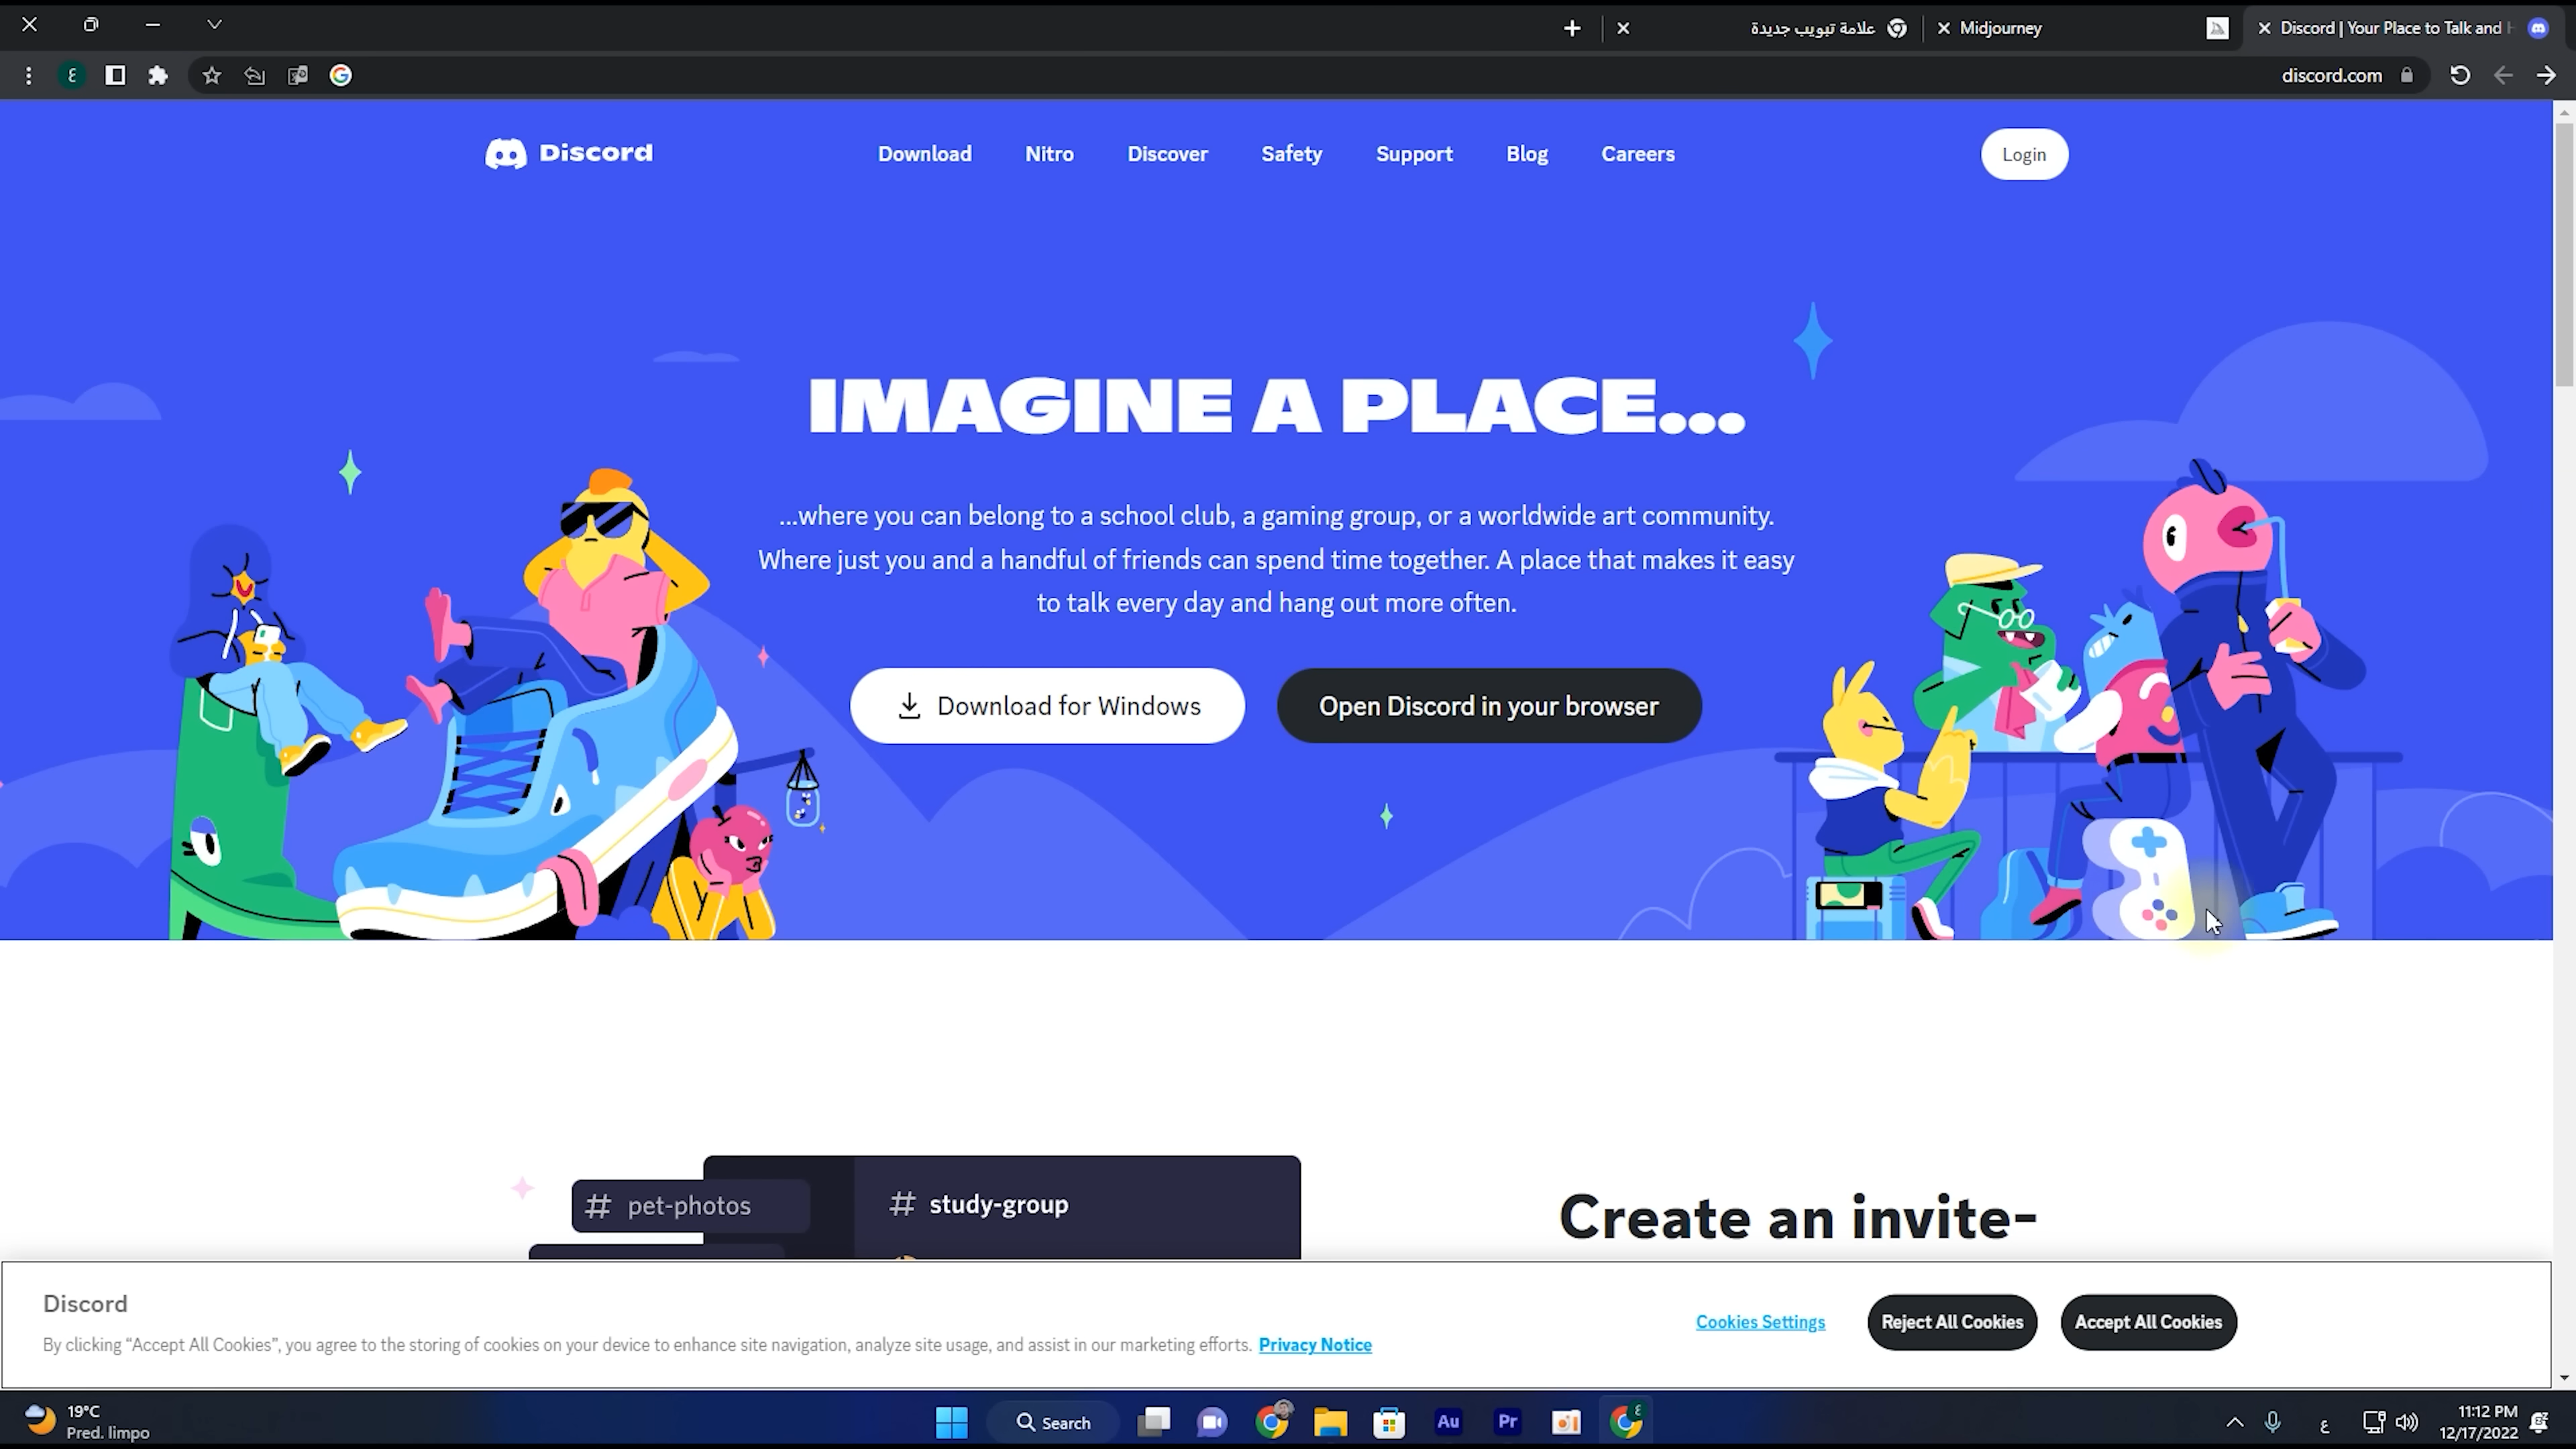 علامة تبويب جديدة
Midjourney
Discord | Your Place to Talk and H
ع
discord.com
Discord
Download
Nitro
Discover
Safety
Support
Blog
Careers
Login
IMAGINE A PLACE...
...where you can belong to a school club, a gaming group, or a worldwide art community.
Where just you and a handful of friends can spend time together. A place that makes it easy
to talk every day and hang out more often.
Download for Windows
Open Discord in your browser
# pet-photos
# study-group
Create an invite-
Discord
By clicking “Accept All Cookies”, you agree to the storing of cookies on your device to enhance site navigation, analyze site usage, and assist in our marketing efforts. Privacy Notice
Cookies Settings
Reject All Cookies
Accept All Cookies
19°C
Pred. limpo
Search
Au
Pr
ع
ع
11:12 PM
12/17/2022